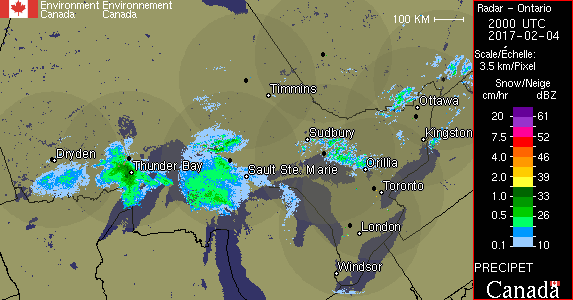 Environment Environnement
Canada Canada
100 KM
Timmins
Ottawa
Sudbury
Kingston
Dryden
Thunder Bay
Sault Ste. Marie
Orillia
Toronto
London
Windsor
Radar - Ontario
2000 UTC
2017-02-04
Scale/Échelle:
3.5 km/Pixel
Snow/Neige
cm/hr dBZ
20 61
7.5 57
5.5 52
4.0 46
2.0 39
1.0 33
0.5 26
0.1 10
PRECIPET
Canada